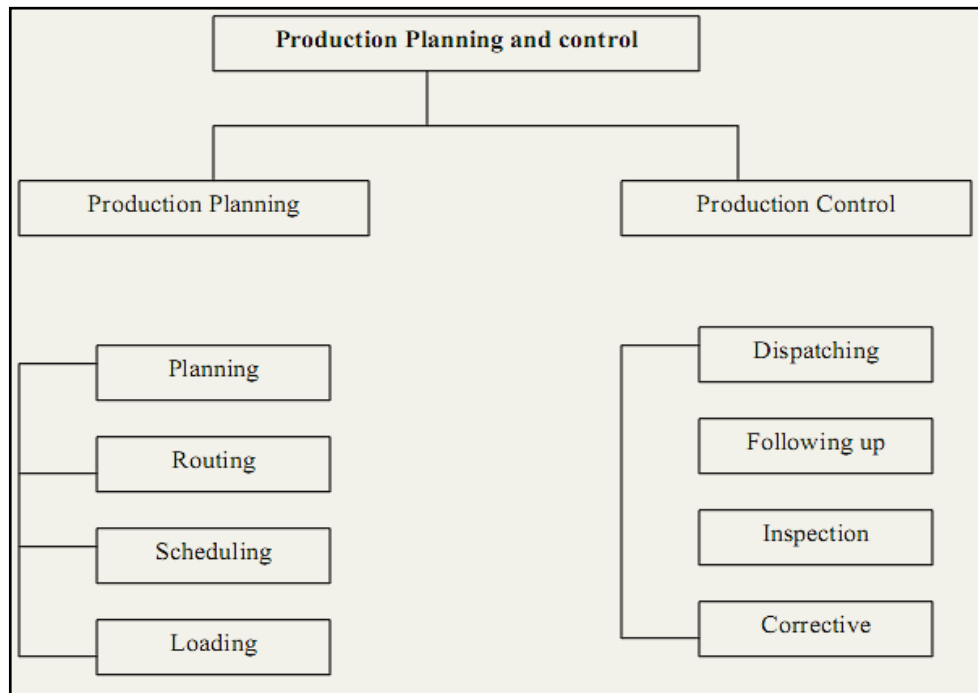 Production Planning and control
Production Planning
Production Control
Planning
Routing
Scheduling
Loading
Dispatching
Following up
Inspection
Corrective